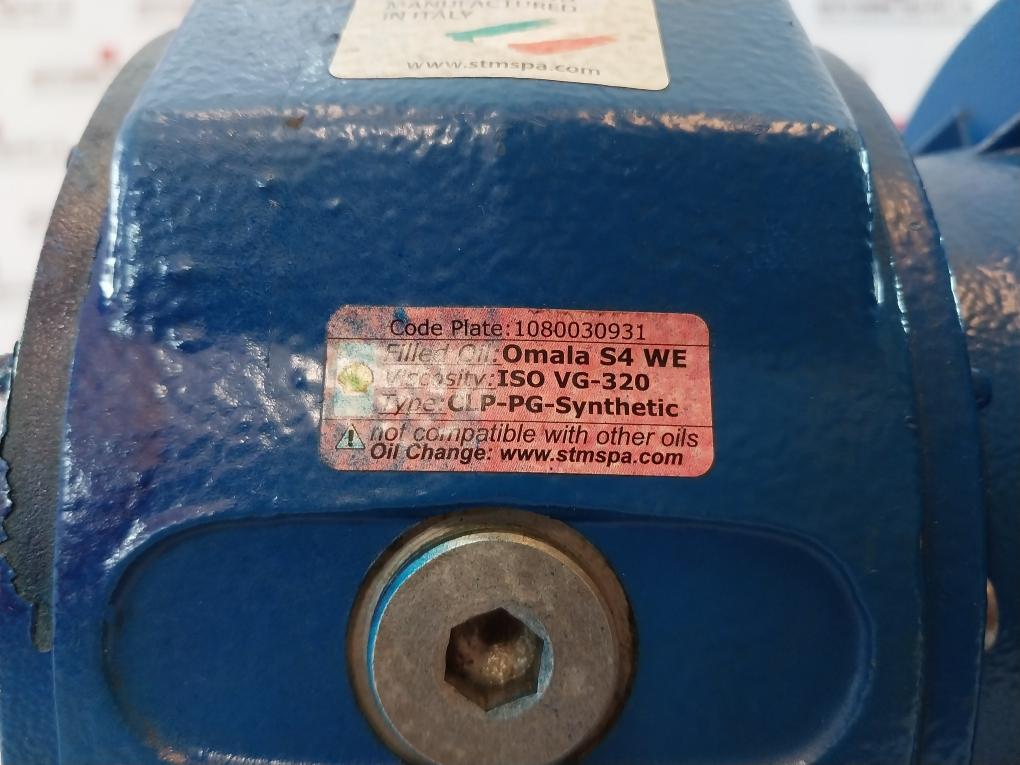 MANUFACTURED
IN ITALY
www.stmspa.com
Code Plate:1080030931
Filled Oil:Omala S4 WE
Viscosity:ISO VG-320
Type:CLP-PG-Synthetic
not compatible with other oils
Oil Change: www.stmspa.com